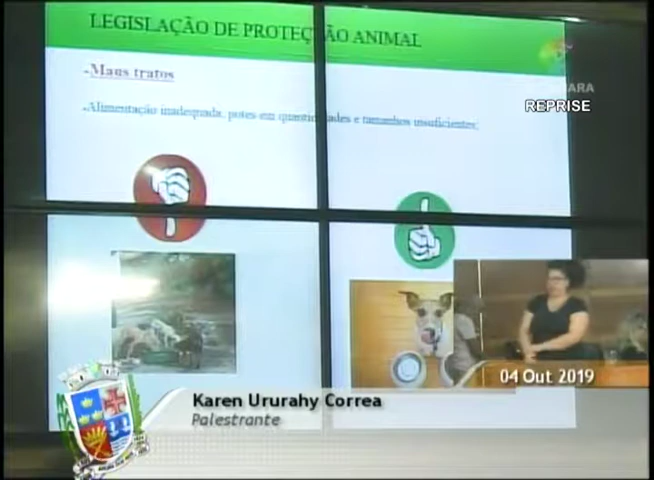 LEGISLAÇÃO DE PROTEÇÃO ANIMAL
REPRISE
-Maus tratos
-Alimentação inadequada, potes em quantidades e tamanhos insuficientes;
04 Out 2019
Karen Ururahy Correa
Palestrante